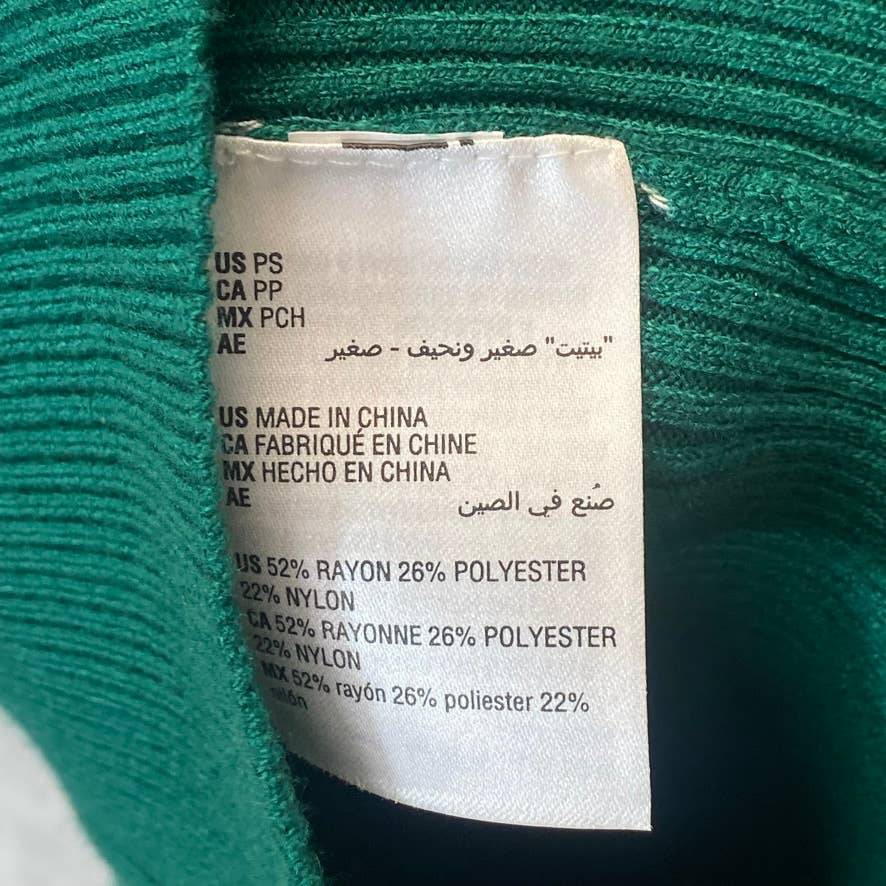 US PS
CA PP
MX PCH
AE "بيتيت" صغير ونحيف - صغير
US MADE IN CHINA
CA FABRIQUÉ EN CHINE
MX HECHO EN CHINA
AE صُنع في الصين
US 52% RAYON 26% POLYESTER
22% NYLON
CA 52% RAYONNE 26% POLYESTER
22% NYLON
MX 52% rayón 26% poliester 22%
nilón